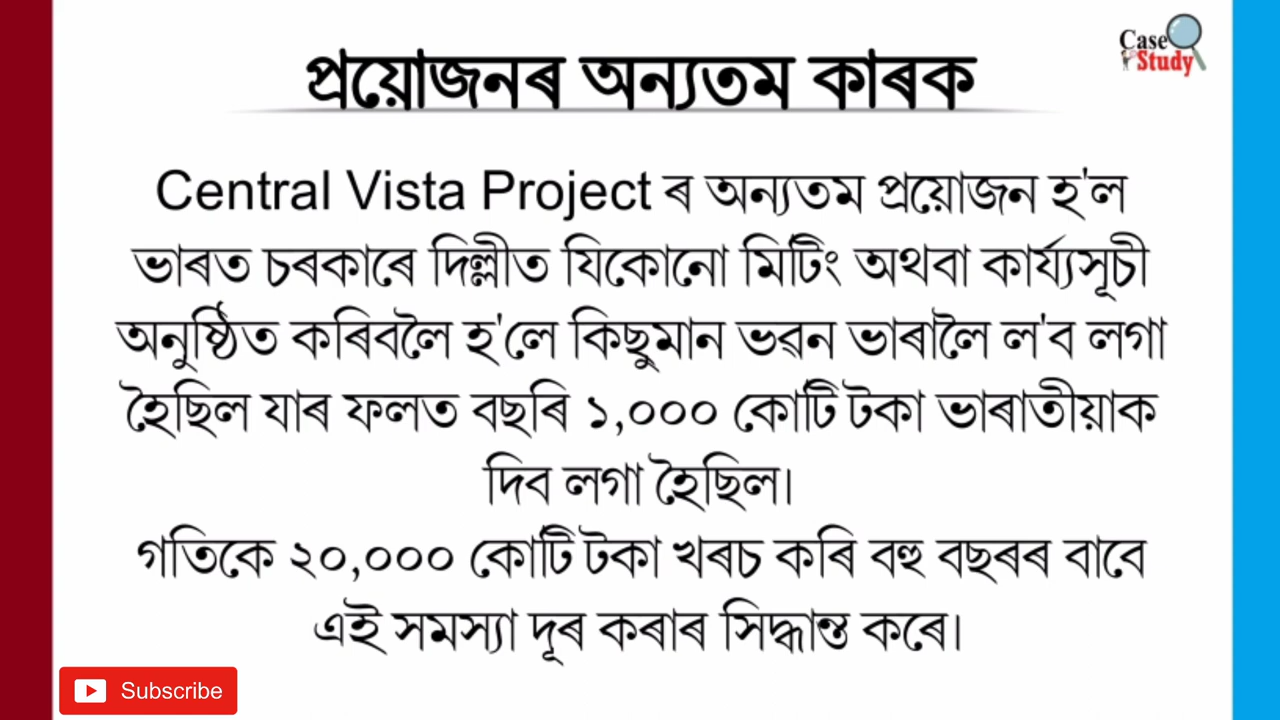 Case
Study
প্ৰয়োজনৰ অন্যতম কাৰক
Central Vista Project ৰ অন্যতম প্ৰয়োজন হ'ল
ভাৰত চৰকাৰে দিল্লীত যিকোনো মিটিং অথবা কাৰ্য্যসূচী
অনুষ্ঠিত কৰিবলৈ হ'লে কিছুমান ভৱন ভাৰালৈ ল'ব লগা
হৈছিল যাৰ ফলত বছৰি ১,০০০ কোটি টকা ভাৰাতীয়াক
দিব লগা হৈছিল।
গতিকে ২০,০০০ কোটি টকা খৰচ কৰি বহু বছৰৰ বাবে
এই সমস্যা দূৰ কৰাৰ সিদ্ধান্ত কৰে।
Subscribe